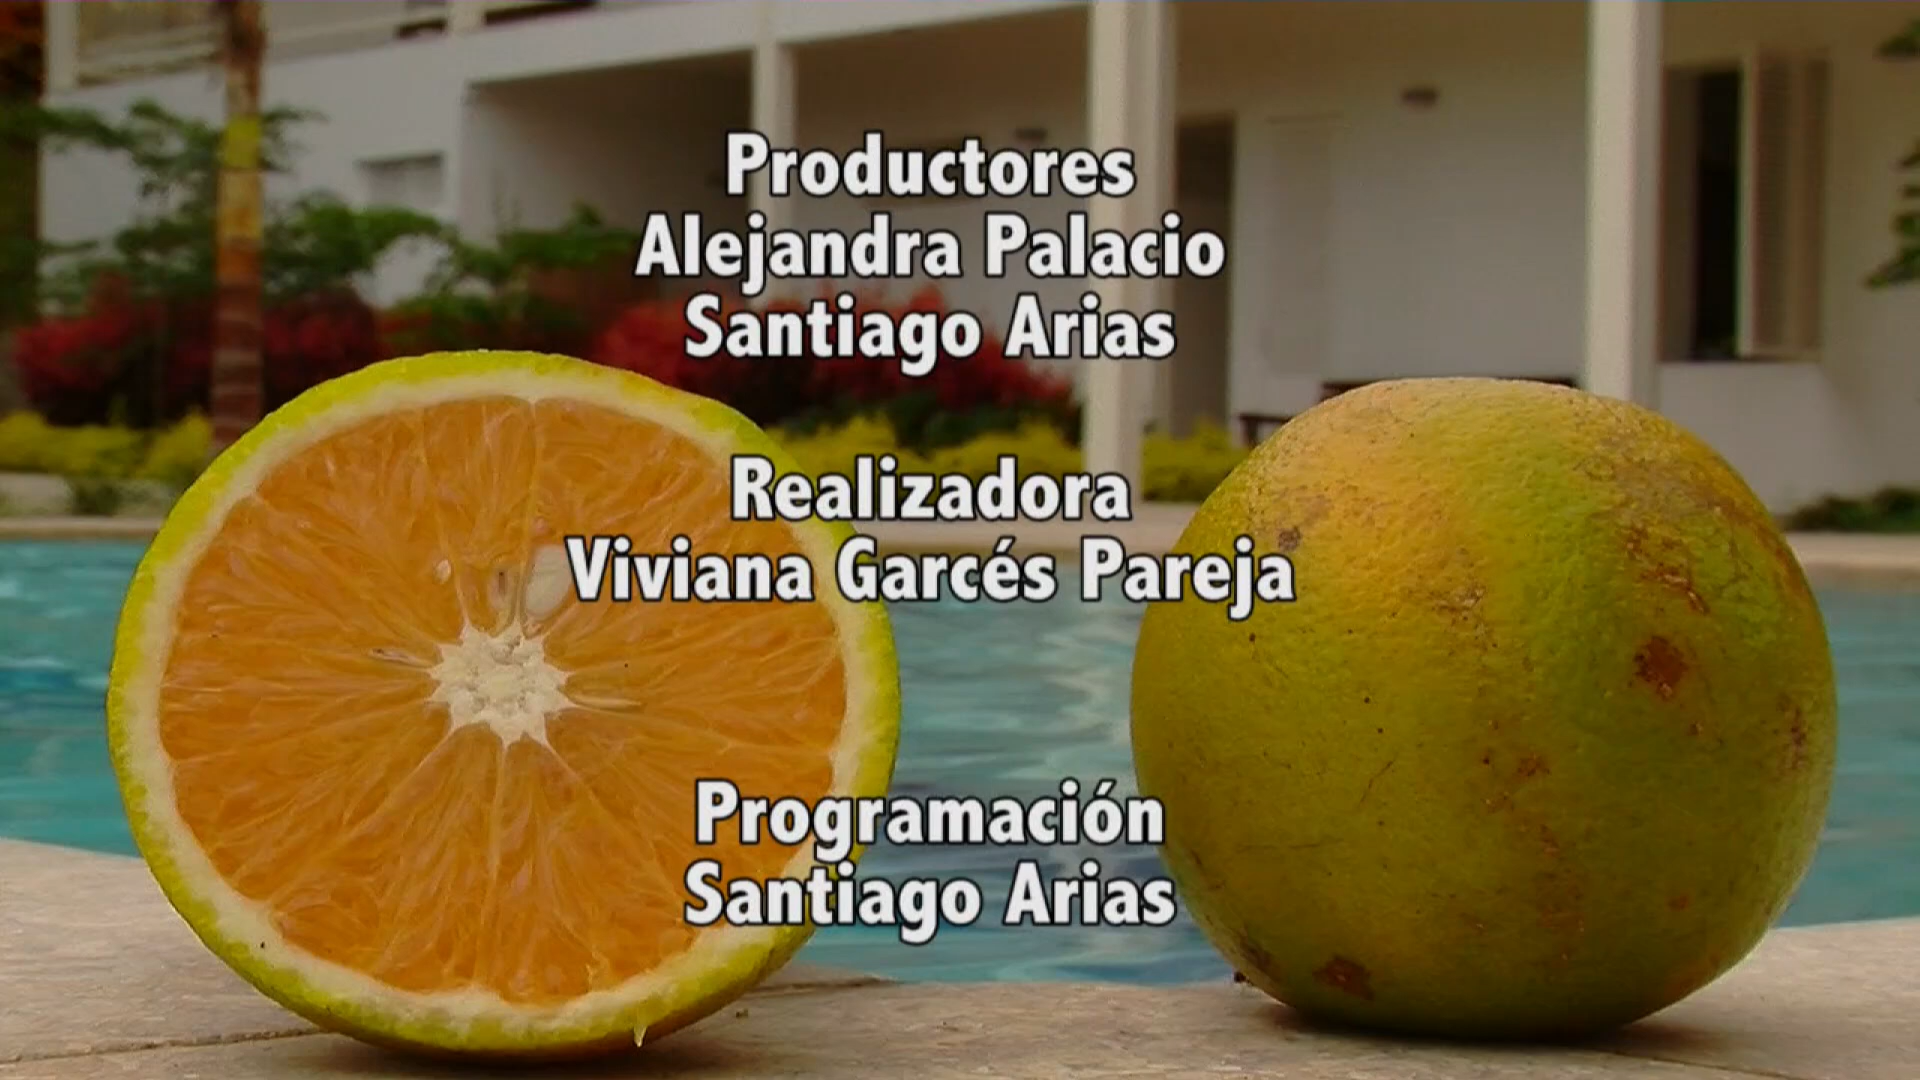 Productores
Alejandra Palacio
Santiago Arias
Realizadora
Viviana Garcés Pareja
Programación
Santiago Arias